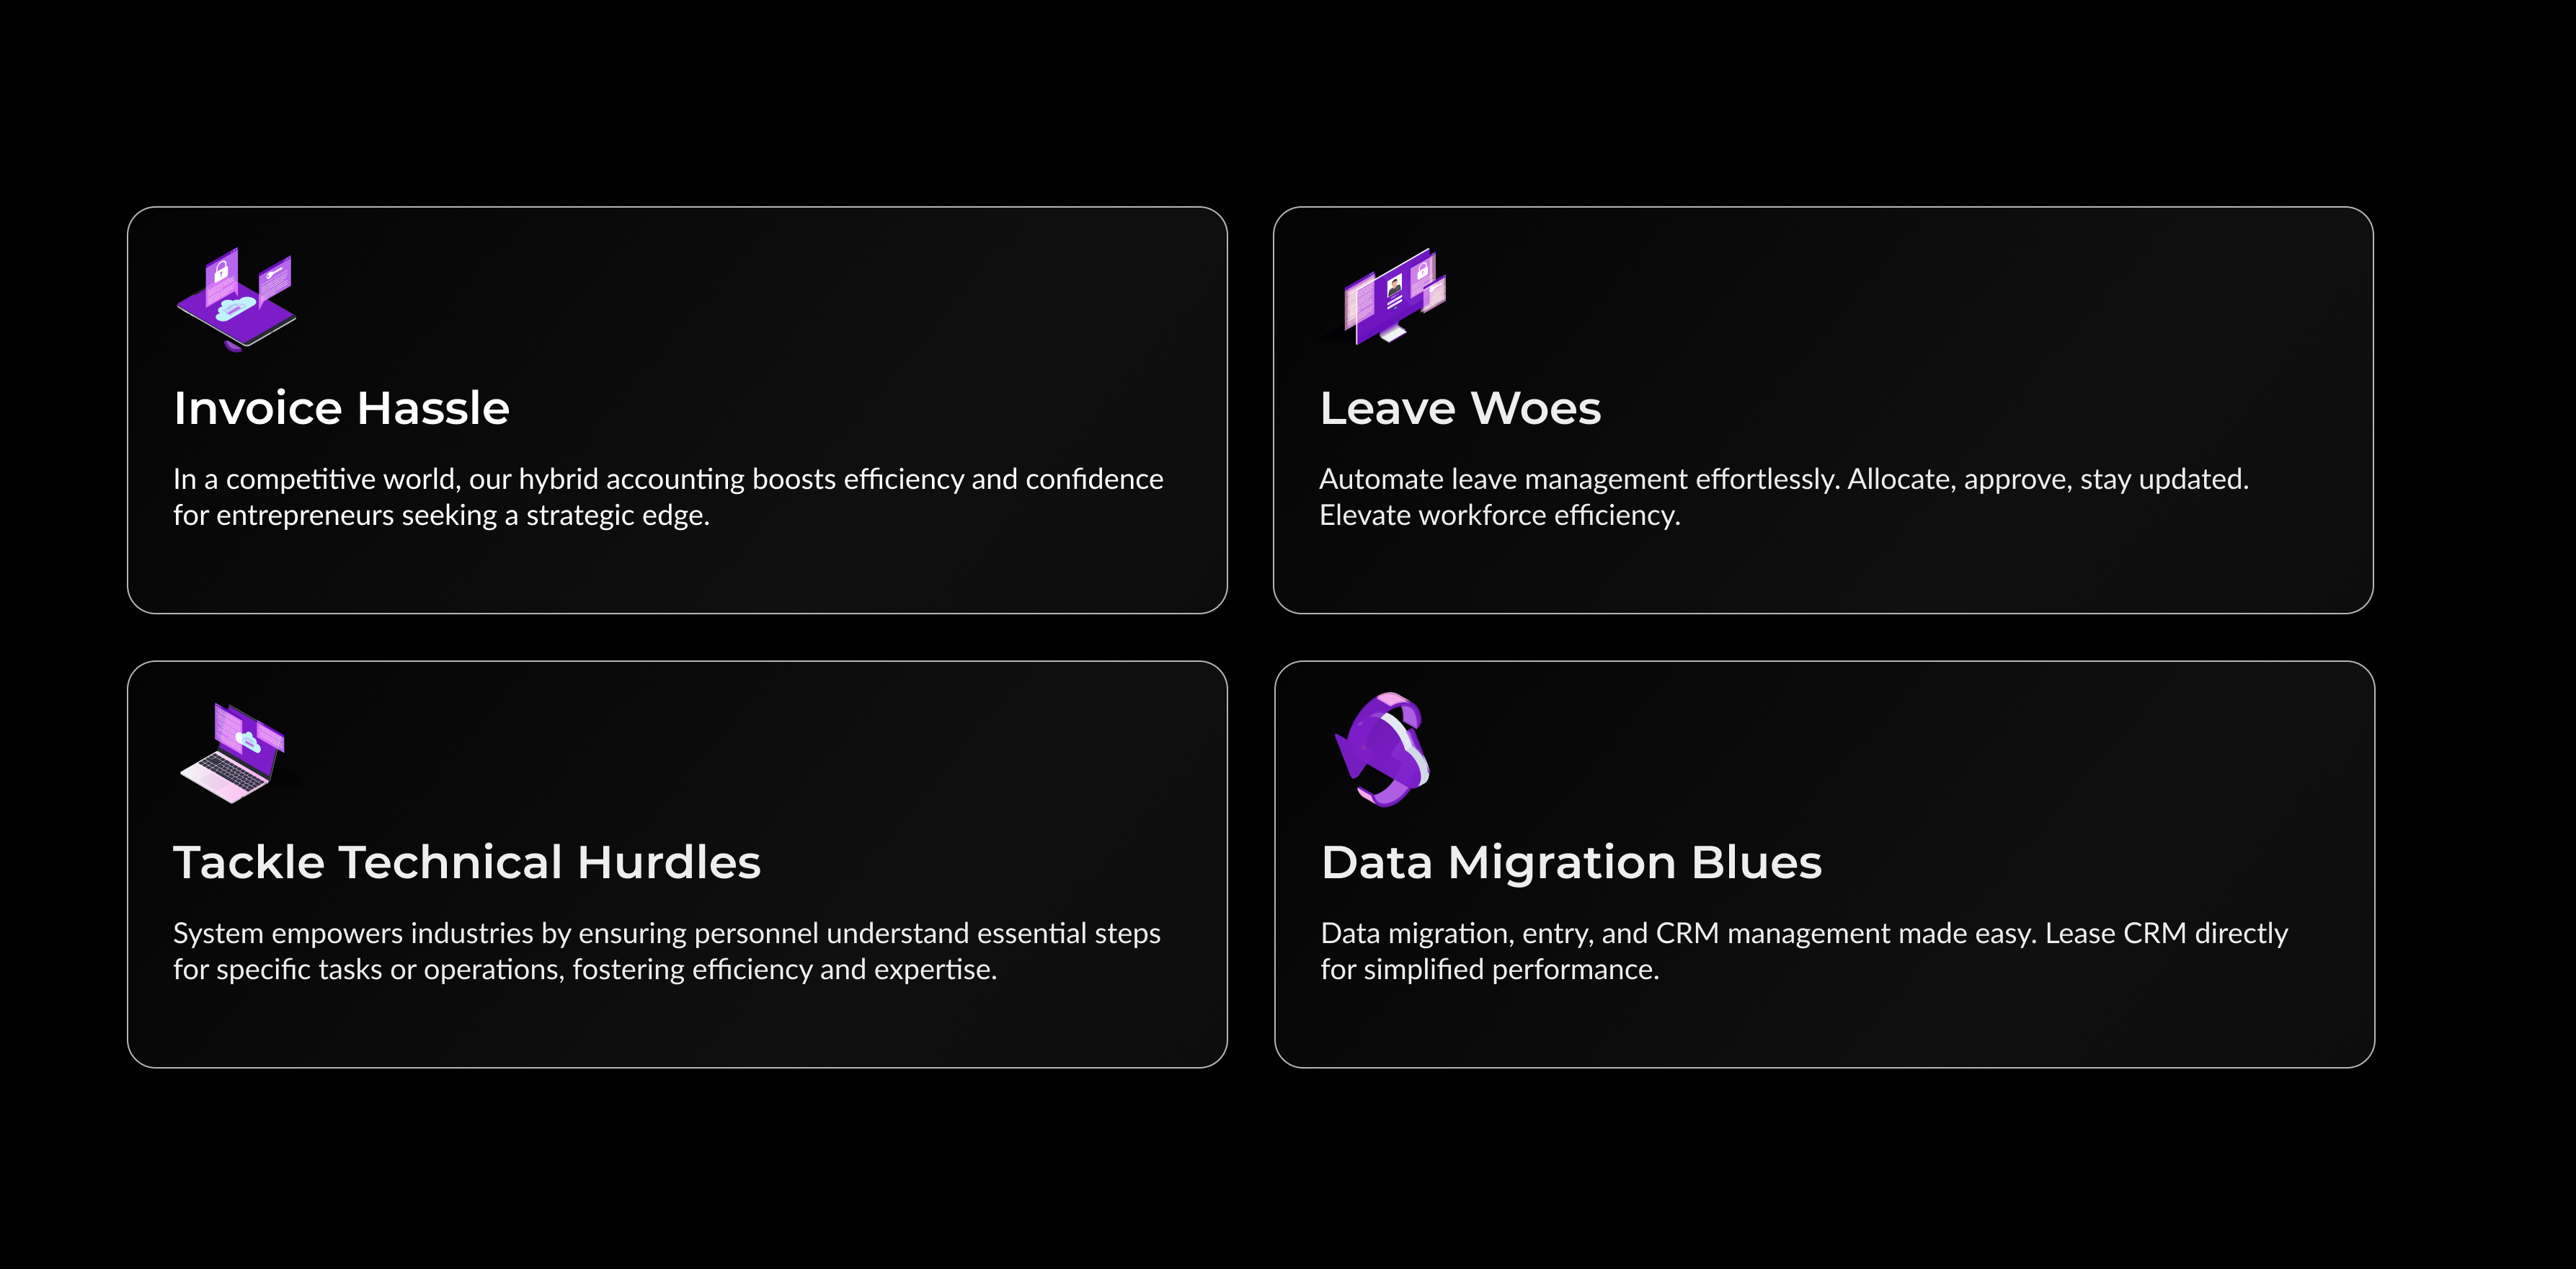 Invoice Hassle
In a competitive world, our hybrid accounting boosts efficiency and confidence
for entrepreneurs seeking a strategic edge.
Leave Woes
Automate leave management effortlessly. Allocate, approve, stay updated.
Elevate workforce efficiency.
Tackle Technical Hurdles
System empowers industries by ensuring personnel understand essential steps
for specific tasks or operations, fostering efficiency and expertise.
Data Migration Blues
Data migration, entry, and CRM management made easy. Lease CRM directly
for simplified performance.